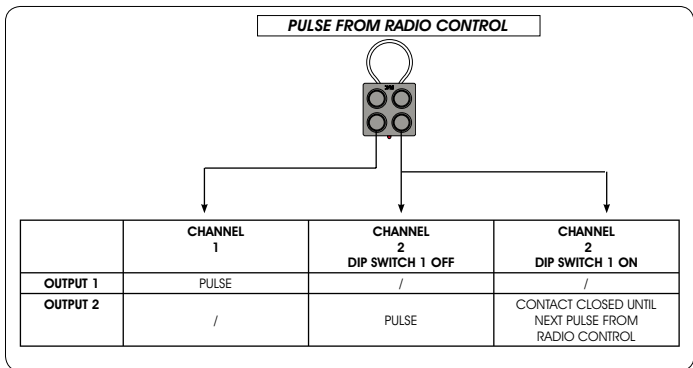 PULSE FROM RADIO CONTROL
CHANNEL
1
CHANNEL
2
DIP SWITCH 1 OFF
CHANNEL
2
DIP SWITCH 1 ON
OUTPUT 1
PULSE
/
/
OUTPUT 2
/
PULSE
CONTACT CLOSED UNTIL
NEXT PULSE FROM
RADIO CONTROL